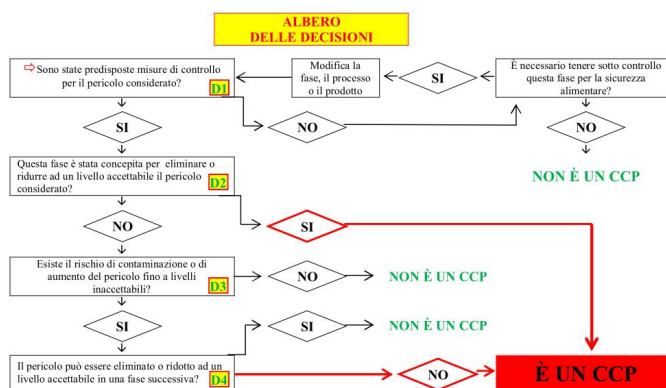 ALBERO
DELLE DECISIONI
⇨Sono state predisposte misure di controllo
per il pericolo considerato?
D1
Modifica la
fase, il processo
o il prodotto
SI
È necessario tenere sotto controllo
questa fase per la sicurezza
alimentare?
SI
NO
NO
NON È UN CCP
Questa fase è stata concepita per eliminare o
ridurre ad un livello accettabile il pericolo
considerato?
D2
NO
SI
Esiste il rischio di contaminazione o di
aumento del pericolo fino a livelli
inaccettabili?
D3
NO
NON È UN CCP
SI
SI
NON È UN CCP
Il pericolo può essere eliminato o ridotto ad un
livello accettabile in una fase successiva?
D4
NO
È UN CCP